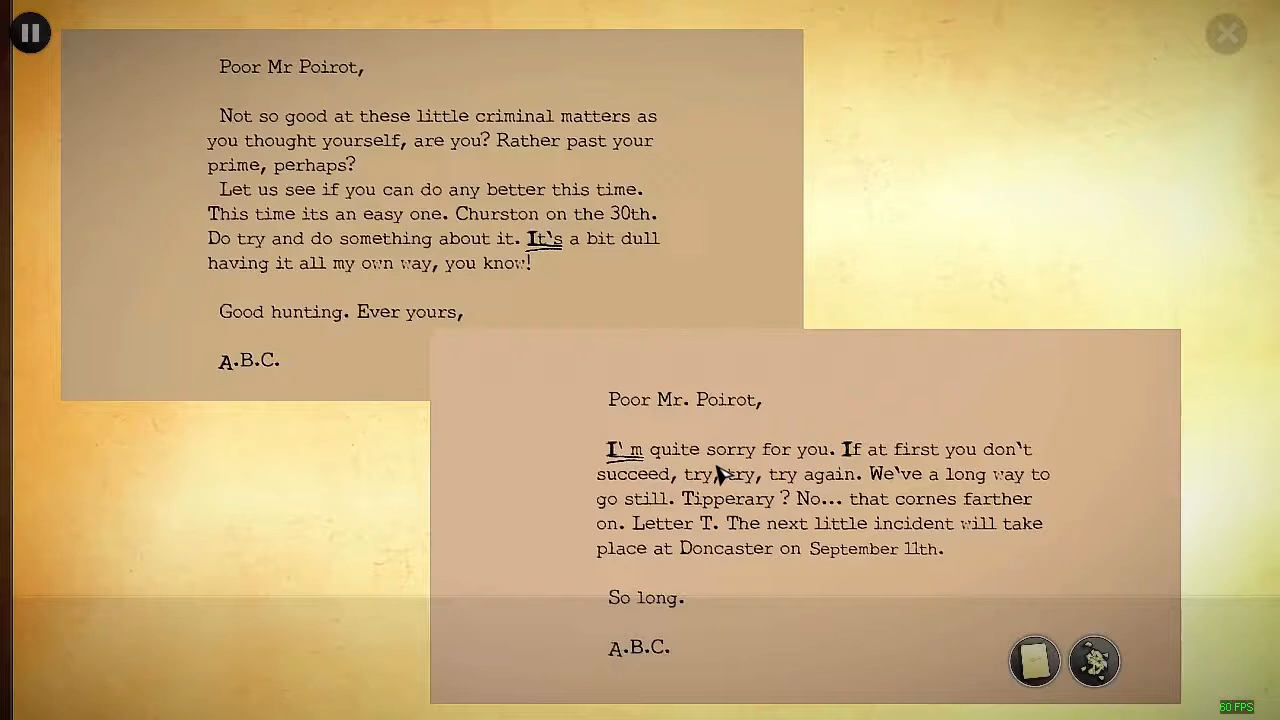 Poor Mr Poirot,
Not so good at these little criminal matters as
you thought yourself, are you? Rather past your
prime, perhaps?
Let us see if you can do any better this time.
This time its an easy one. Churston on the 30th.
Do try and do something about it. It's a bit dull
having it all my own way, you know!
Good hunting. Ever yours,
A.B.C.
Poor Mr. Poirot,
I'm quite sorry for you. If at first you don't
succeed, try, try, try again. We've a long way to
go still. Tipperary ? No... that cornes farther
on. Letter T. The next little incident will take
place at Doncaster on September 11th.
So long.
A.B.C.
60 FPS